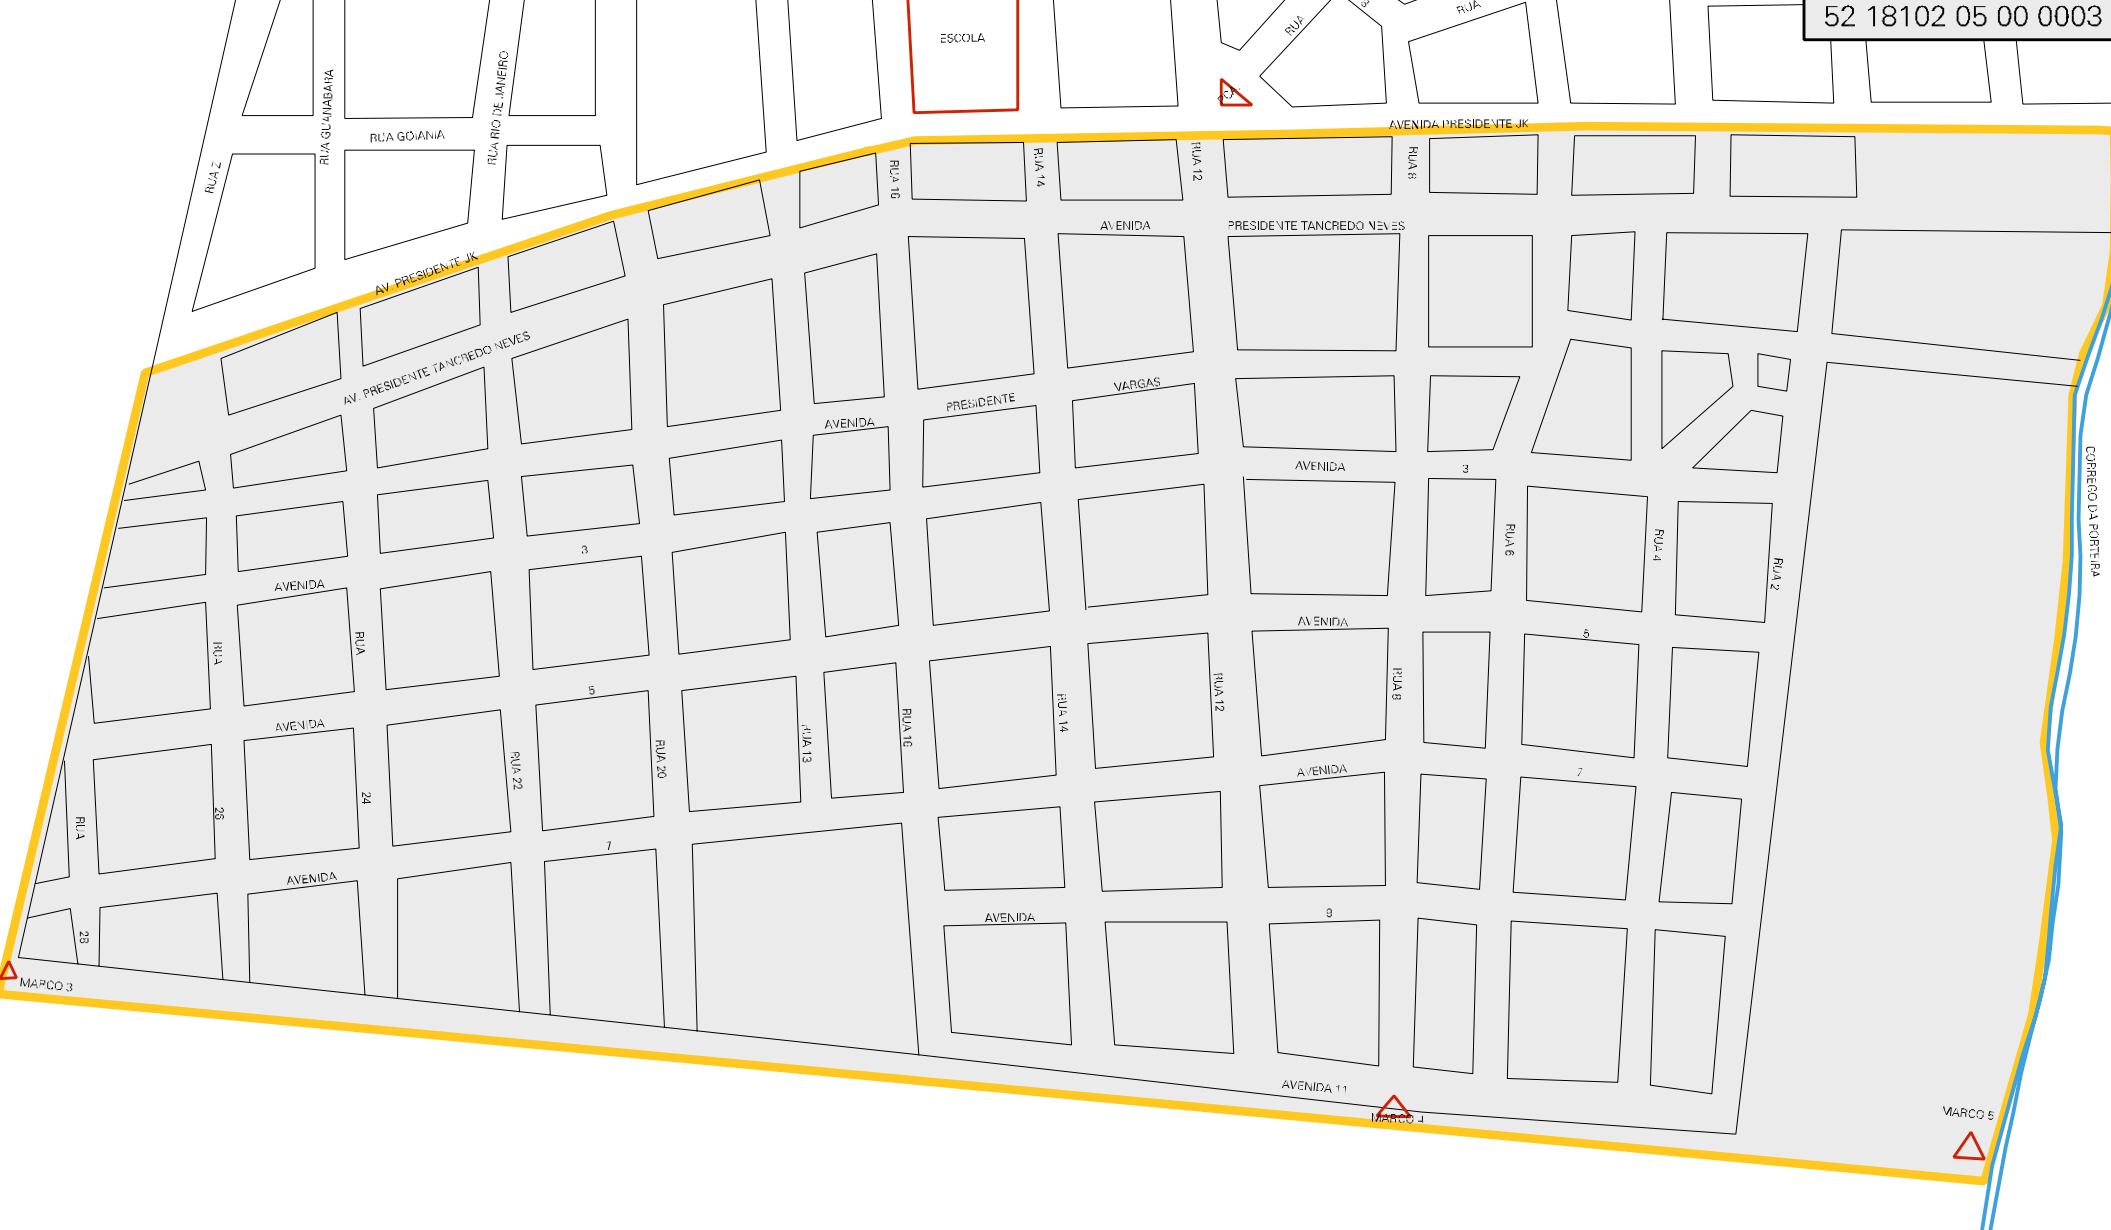 52 18102 05 00 0003
RUA
RUA
ESCOLA
RUA GUANABARA
RUA RIO DE JANEIRO
RUA GOIANIA
RUA Z
AVENIDA PRESIDENTE JK
RUA 16
RUA 14
RUA 12
RUA 8
AVENIDA PRESIDENTE TANCREDO NEVES
AV. PRESIDENTE JK
AV. PRESIDENTE TANCREDO NEVES
AVENIDA PRESIDENTE VARGAS
AVENIDA 3
CORREGO DA PORTEIRA
RUA 6
RUA 4
RUA 2
AVENIDA 3
AVENIDA 5
RUA
RUA
AVENIDA 5
RUA 22
RUA 20
RUA 13
RUA 16
RUA 14
RUA 12
RUA 8
AVENIDA 7
RUA
26
24
AVENIDA 7
AVENIDA 9
28
MARCO 3
AVENIDA 11
MARCO 4
MARCO 5